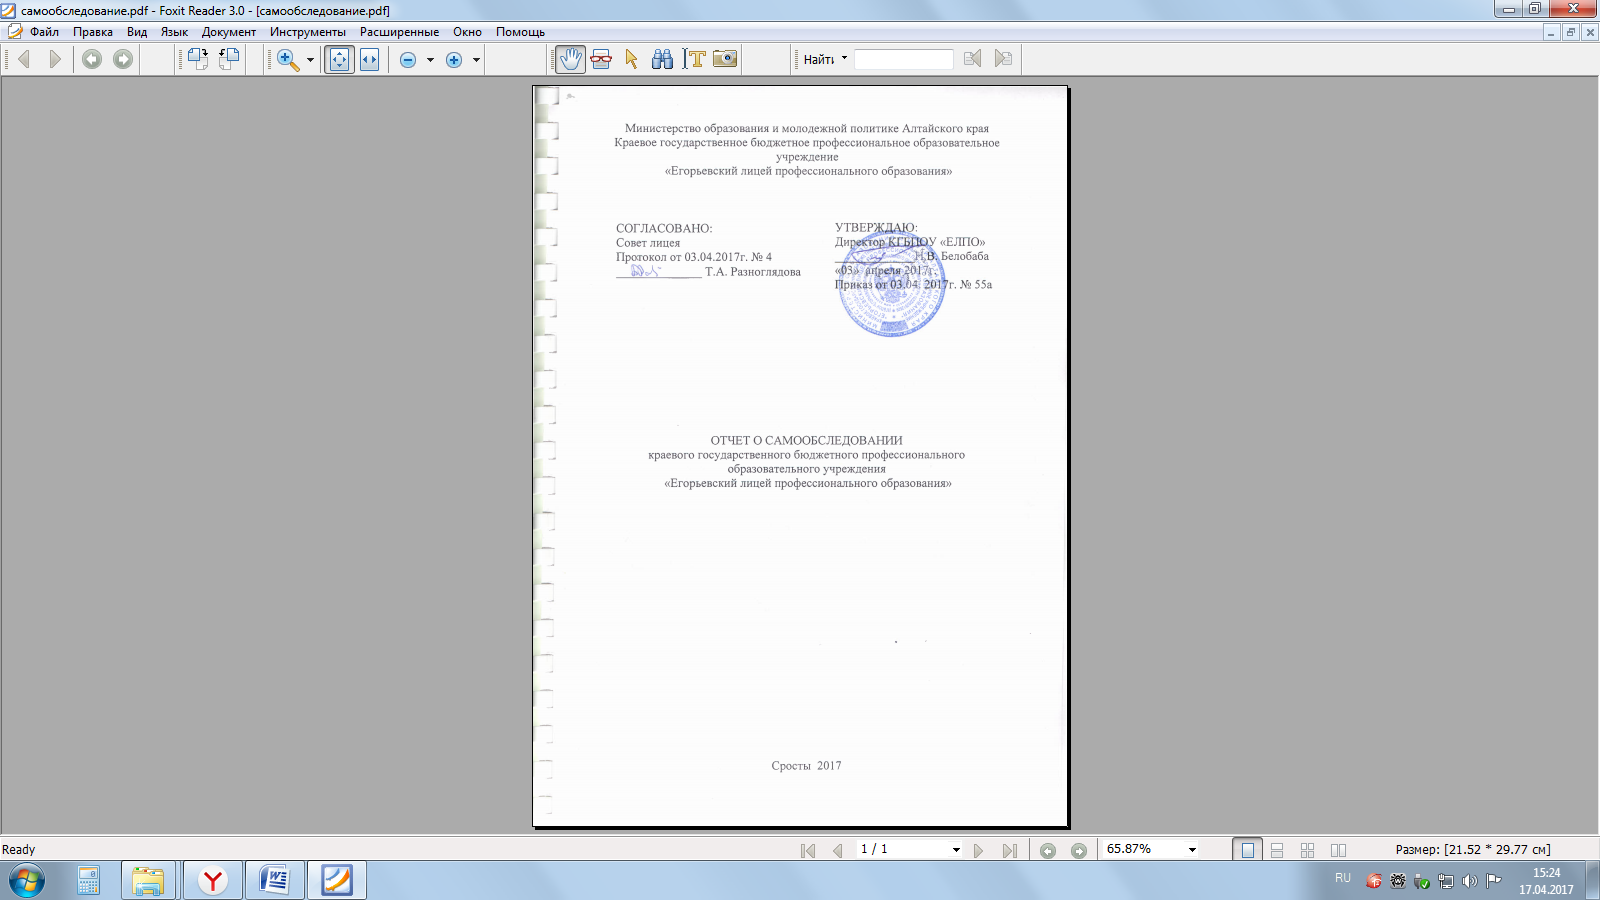 самообследование.pdf - Foxit Reader 3.0 - [самообследование.pdf]
Файл Правка Вид Язык Документ Инструменты Расширенные Окно Помощь
Найти
Министерство образования и молодежной политике Алтайского края
Краевое государственное бюджетное профессиональное образовательное
учреждение
«Егорьевский лицей профессионального образования»
СОГЛАСОВАНО:
Совет лицея
Протокол от 03.04.2017г. № 4
Т.А. Разноглядова
УТВЕРЖДАЮ:
Директор КГБПОУ «ЕЛПО»
Н.В. Белобаба
«03» апреля 2017г.
Приказ от 03.04. 2017г. № 55а
ОТЧЕТ О САМООБСЛЕДОВАНИИ
краевого государственного бюджетного профессионального
образовательного учреждения
«Егорьевский лицей профессионального образования»
Сросты 2017
Ready
1 / 1
65.87%
Размер: [21.52 * 29.77 см]
RU
15:24
17.04.2017